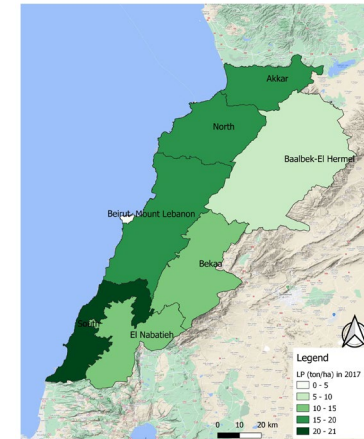 Akkar
North
Baalbek-El Hermel
Beirut
Mount Lebanon
Bekaa
South
El Nabatieh
Legend
LP (ton/ha) in 2017
0 - 5
5 - 10
10 - 15
15 - 20
20 - 21
0 10 20 km